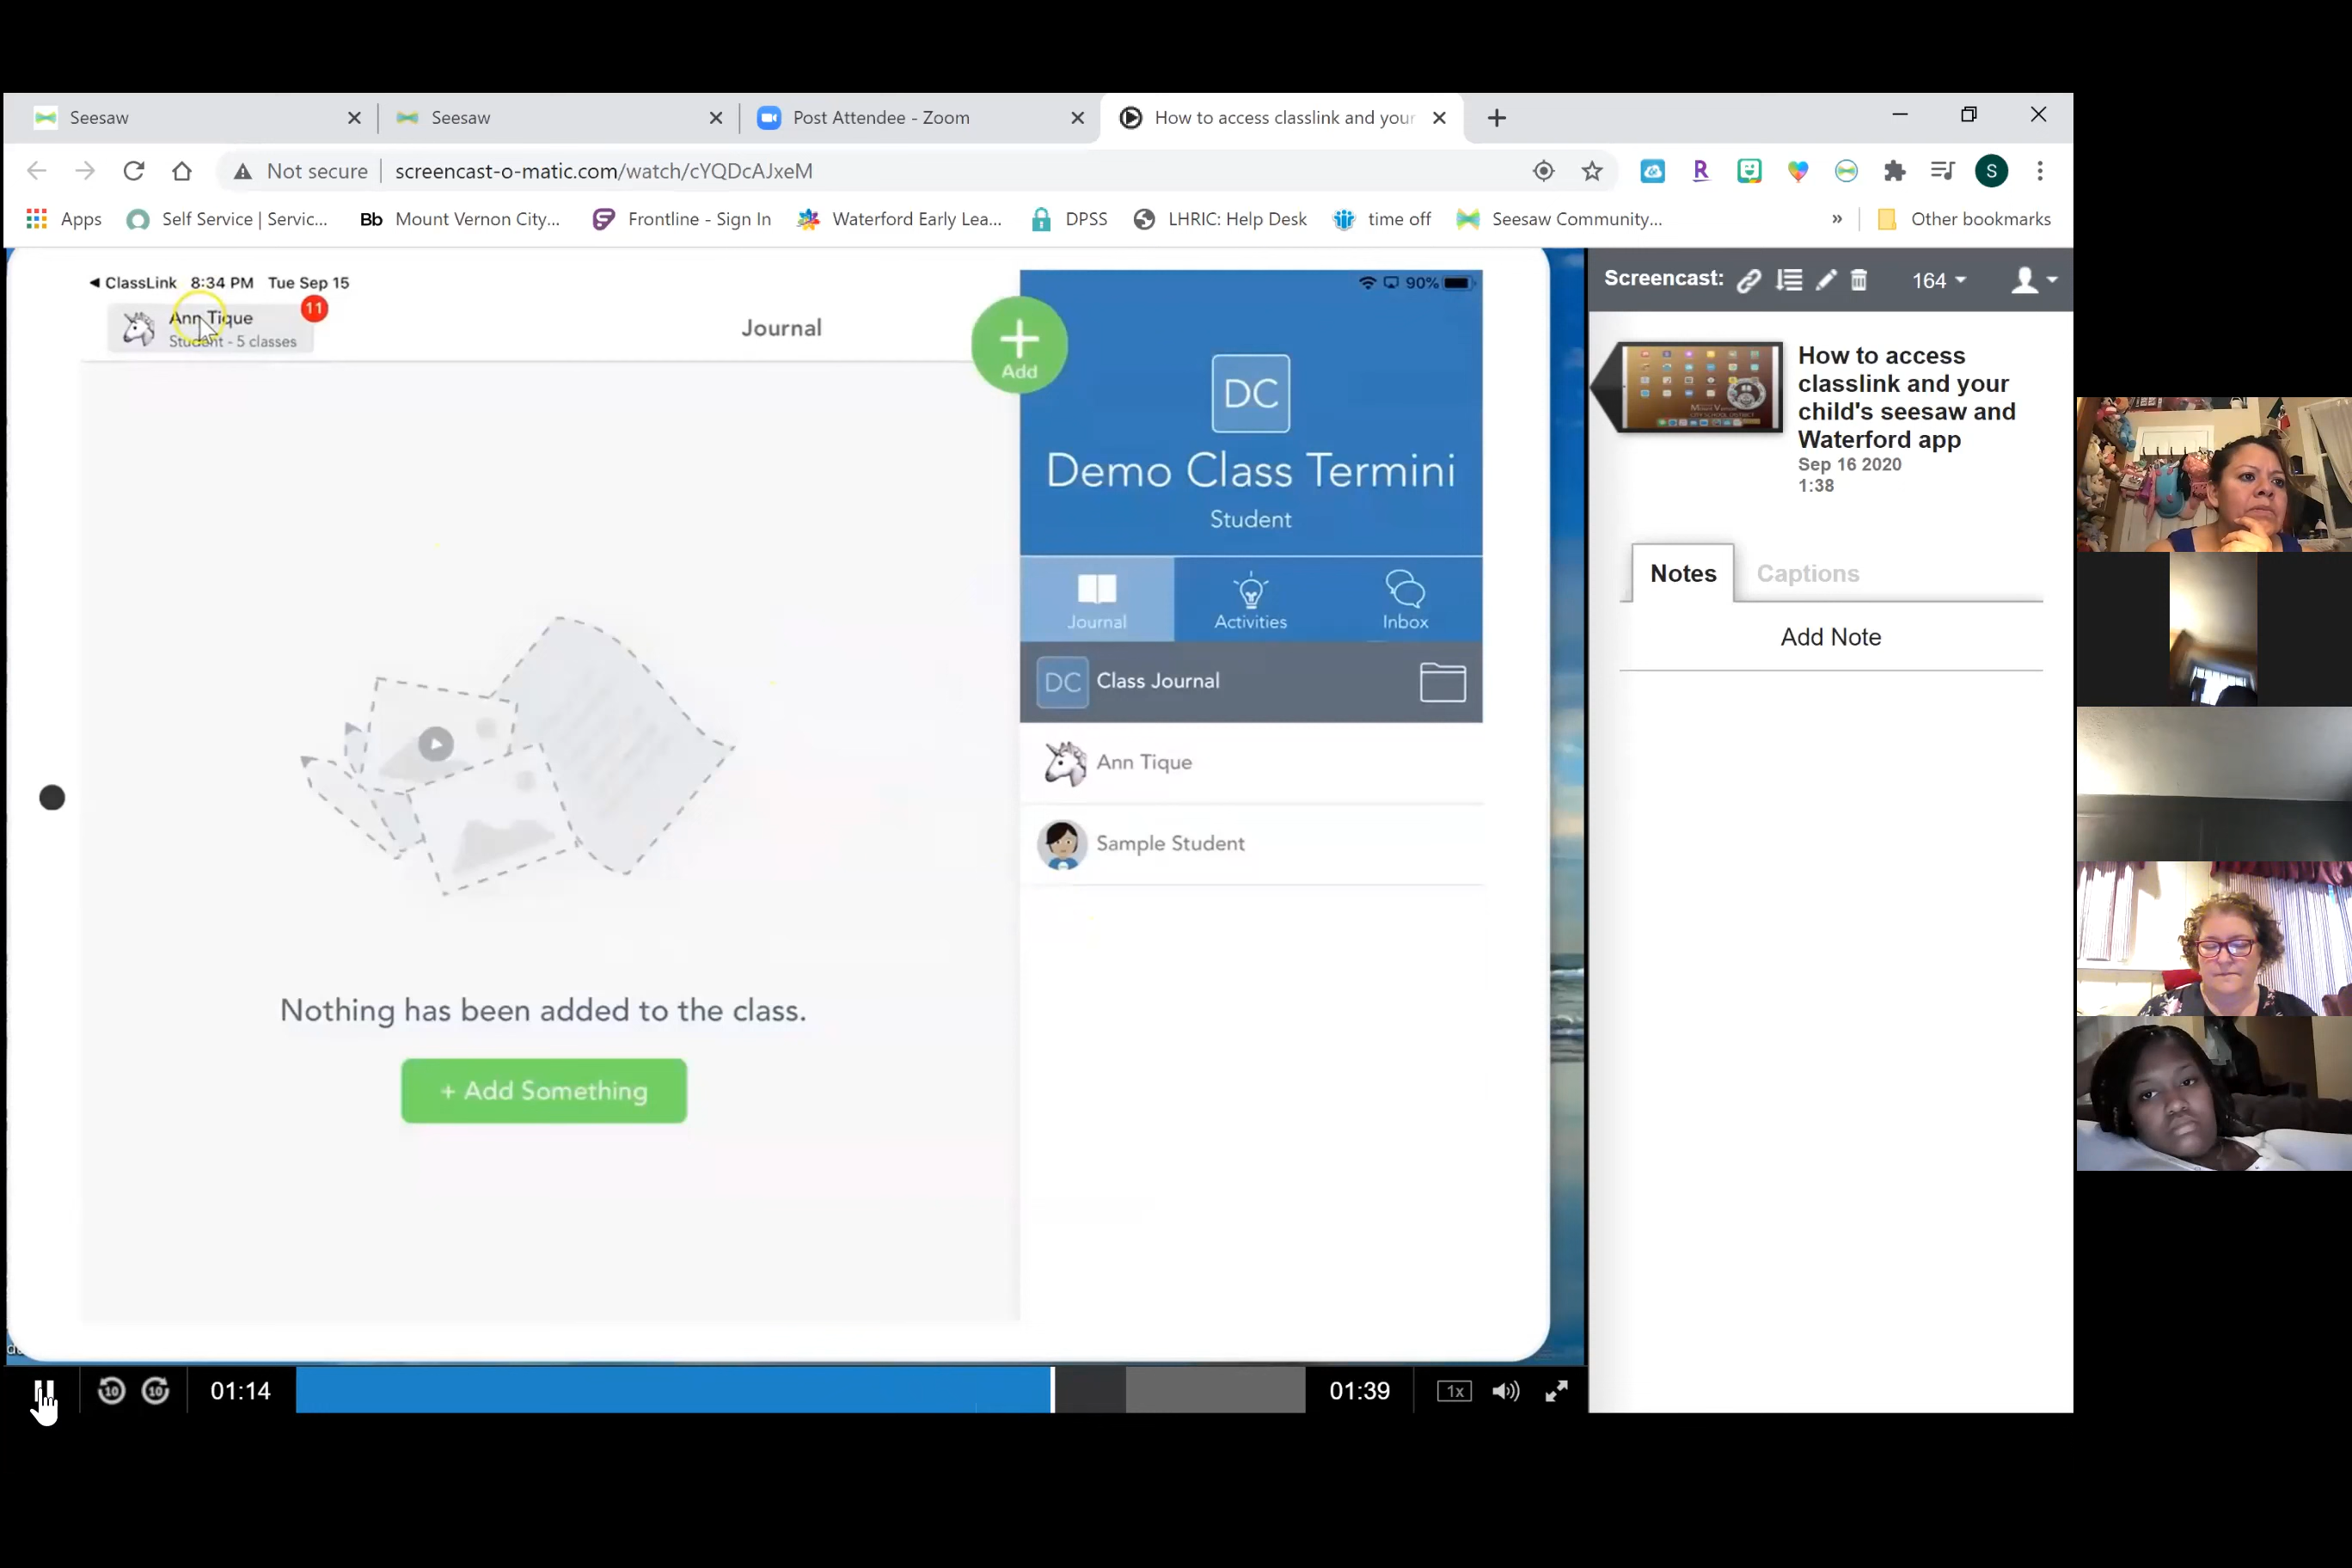 Seesaw
Seesaw
Post Attendee - Zoom
How to access classlink and your
Not secure
screencast-o-matic.com/watch/cYQDcAJxeM
R
S
Apps
Self Service | Servic...
Bb Mount Vernon City...
Frontline - Sign In
Waterford Early Lea...
DPSS
LHRIC: Help Desk
time off
Seesaw Community...
»
Other bookmarks
ClassLink 8:34 PM Tue Sep 15
90%
Ann Tique
11
Student - 5 classes
Journal
Add
DC
Demo Class Termini
Student
Journal
Activities
Inbox
DC Class Journal
Ann Tique
Sample Student
Nothing has been added to the class.
+ Add Something
Screencast:
164
How to access
classlink and your
child's seesaw and
Waterford app
Sep 16 2020
1:38
Notes
Captions
Add Note
10
10
01:14
01:39
1x